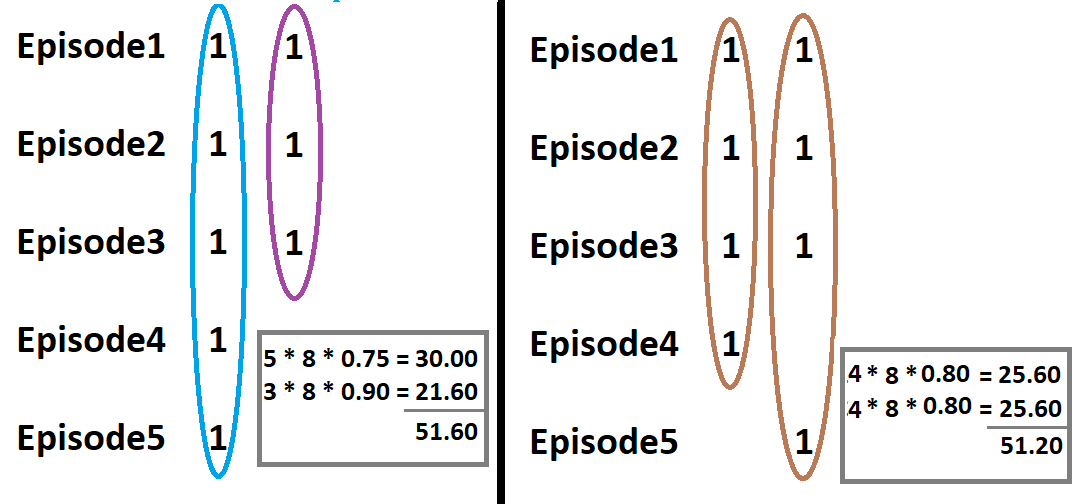 Episode1 1 1
Episode2 1 1
Episode3 1 1
Episode4 1
Episode5 1
5 * 8 * 0.75 = 30.00
3 * 8 * 0.90 = 21.60
51.60
Episode1 1 1
Episode2 1 1
Episode3 1 1
Episode4 1
Episode5 1
4 * 8 * 0.80 = 25.60
4 * 8 * 0.80 = 25.60
51.20